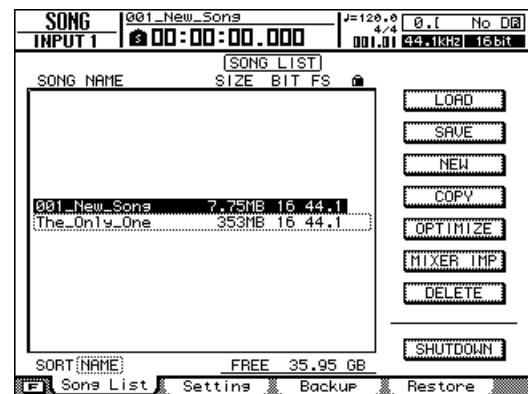 SONG
INPUT 1
001_New_Song
00:00:00.000
♩=120.0
4/4
001.01
0.[ No DR
44.1kHz 16bit
SONG LIST
SONG NAME SIZE BIT FS
001_New_Song 7.75MB 16 44.1
The_Only_One 353MB 16 44.1
LOAD
SAVE
NEW
COPY
OPTIMIZE
MIXER IMP
DELETE
SHUTDOWN
SORT NAME FREE 35.95 GB
F Song List Setting Backup Restore